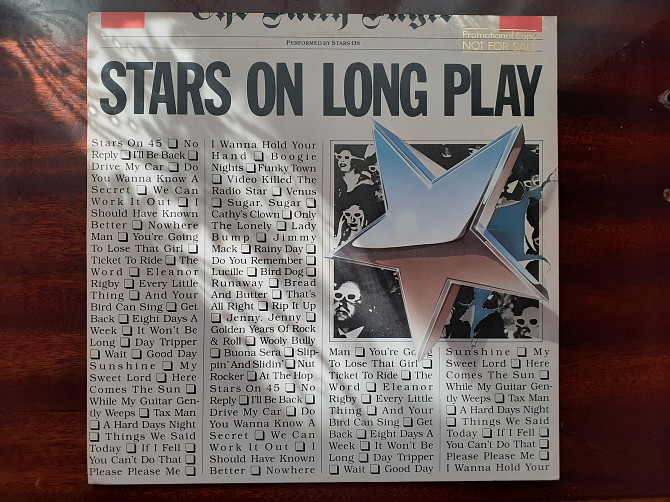 Promotional Copy
NOT FOR SALE
PERFORMED BY STARS ON
STARS ON LONG PLAY
Stars On 45 ❏ No
Reply ❏ I'll Be Back ❏
Drive My Car ❏ Do
You Wanna Know A
Secret ❏ We Can
Work It Out ❏ I
Should Have Known
Better ❏ Nowhere
Man ❏ You're Going
To Lose That Girl ❏
Ticket To Ride ❏ The
Word ❏ Eleanor
Rigby ❏ Every Little
Thing ❏ And Your
Bird Can Sing ❏ Get
Back ❏ Eight Days A
Week ❏ It Won't Be
Long ❏ Day Tripper
❏ Wait ❏ Good Day
Sunshine ❏ My
Sweet Lord ❏ Here
Comes The Sun ❏
While My Guitar Gen-
tly Weeps ❏ Tax Man
❏ A Hard Days Night
❏ Things We Said
Today ❏ If I Fell ❏
You Can't Do That ❏
Please Please Me ❏
I Wanna Hold Your
Hand ❏ Boogie
Nights ❏ Funky Town
❏ Video Killed The
Radio Star ❏ Venus
❏ Sugar, Sugar ❏
Cathy's Clown ❏ Only
The Lonely ❏ Lady
Bump ❏ Jimmy
Mack ❏ Rainy Day ❏
Do You Remember ❏
Lucille ❏ Bird Dog ❏
Runaway ❏ Bread
And Butter ❏ That's
All Right ❏ Rip It Up
❏ Jenny, Jenny ❏
Golden Years Of Rock
& Roll ❏ Wooly Bully
❏ Buona Sera ❏ Slip-
pin' And Slidin' ❏ Nut
Rocker ❏ At The Hop
Stars On 45 ❏ No
Reply ❏ I'll Be Back ❏
Drive My Car ❏ Do
You Wanna Know A
Secret ❏ We Can
Work It Out ❏ I
Should Have Known
Better ❏ Nowhere
Man ❏ You're Going
To Lose That Girl ❏
Ticket To Ride ❏ The
Word ❏ Eleanor
Rigby ❏ Every Little
Thing ❏ And Your
Bird Can Sing ❏ Get
Back ❏ Eight Days A
Week ❏ It Won't Be
Long ❏ Day Tripper
❏ Wait ❏ Good Day
Sunshine ❏ My
Sweet Lord ❏ Here
Comes The Sun ❏
While My Guitar Gen-
tly Weeps ❏ Tax Man
❏ A Hard Days Night
❏ Things We Said
Today ❏ If I Fell ❏
You Can't Do That ❏
Please Please Me ❏
I Wanna Hold Your